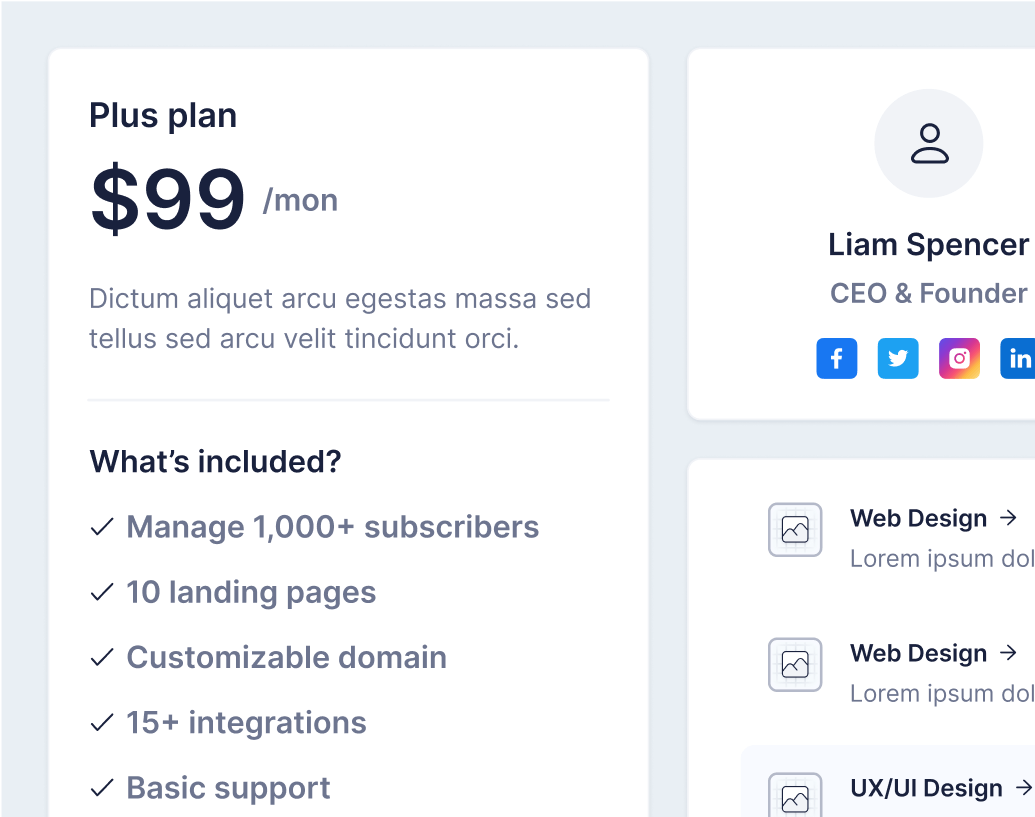 Plus plan
$99 /mon
Dictum aliquet arcu egestas massa sed
tellus sed arcu velit tincidunt orci.
What’s included?
Manage 1,000+ subscribers
10 landing pages
Customizable domain
15+ integrations
Basic support
Liam Spencer
CEO & Founder
in
Web Design →
Lorem ipsum dol
Web Design →
Lorem ipsum dol
UX/UI Design →